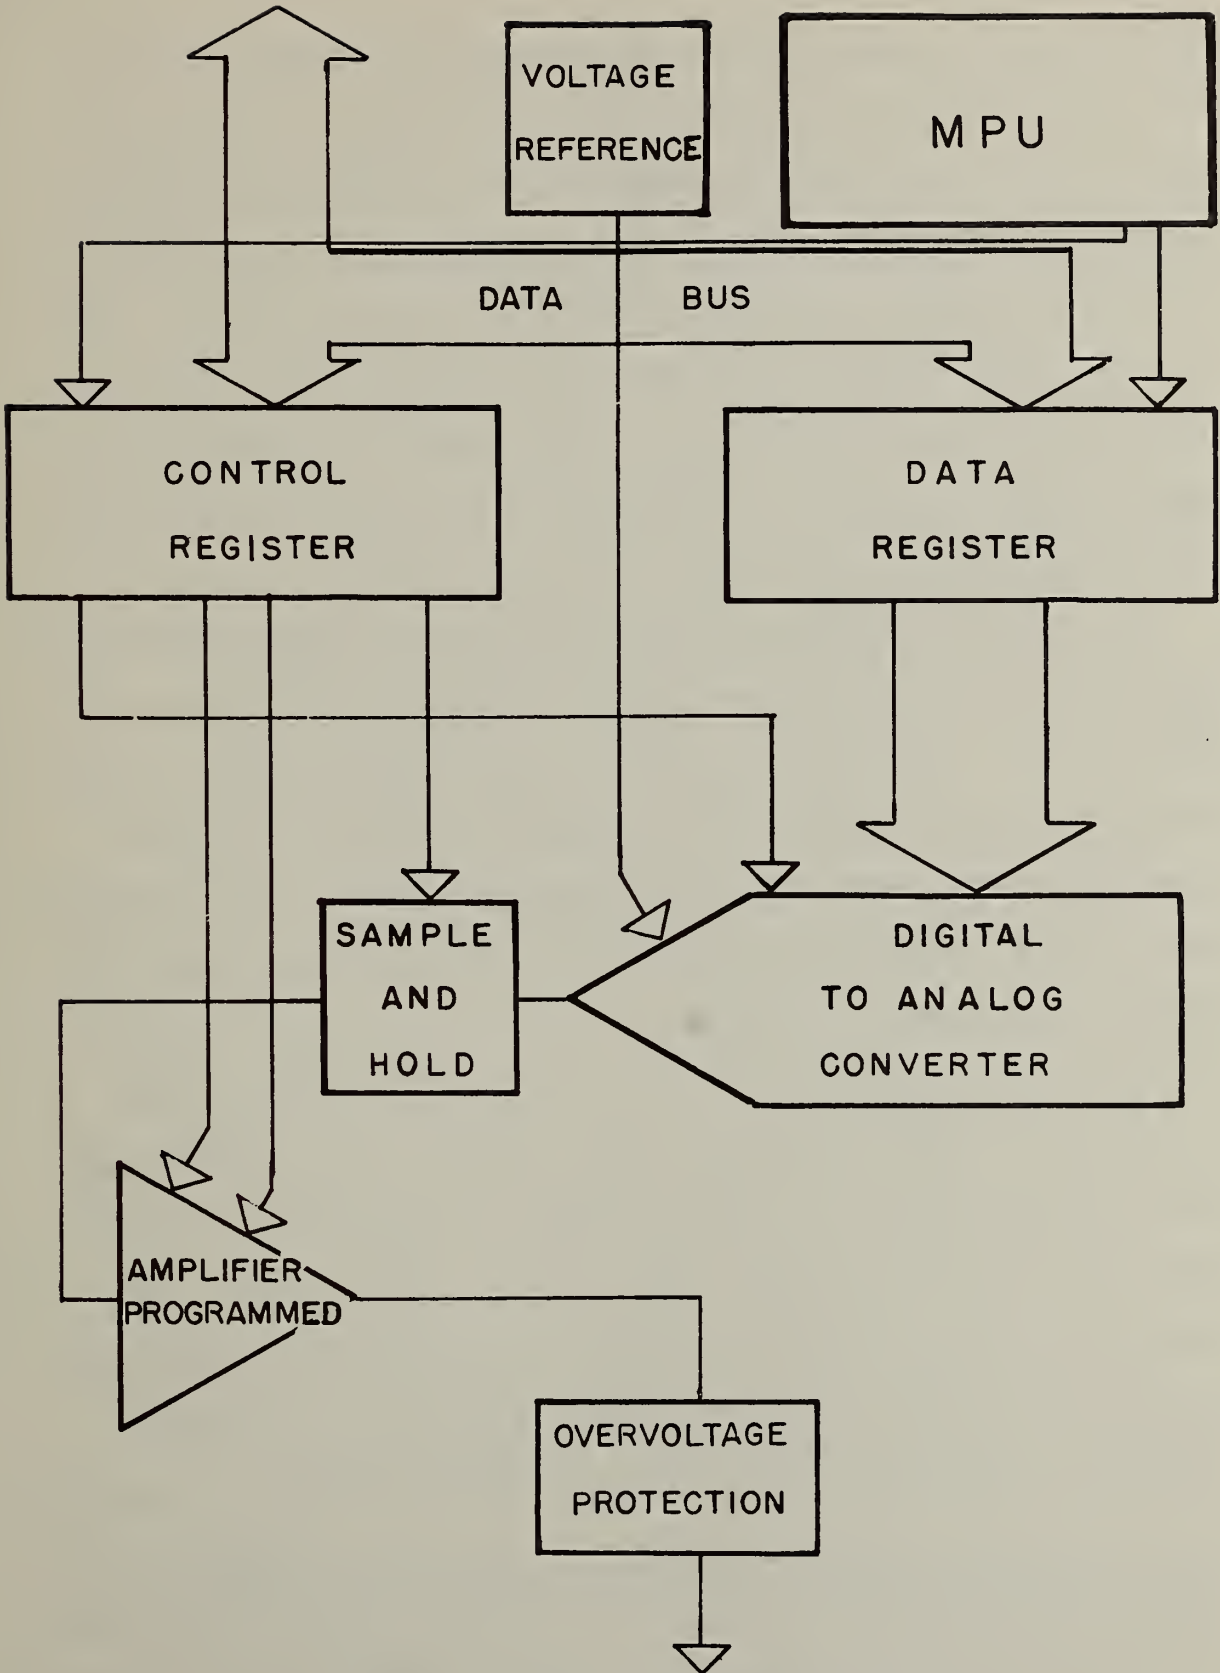 VOLTAGE
REFERENCE
MPU
DATA BUS
CONTROL
REGISTER
DATA
REGISTER
SAMPLE
AND
HOLD
DIGITAL
TO ANALOG
CONVERTER
AMPLIFIER
PROGRAMMED
OVERVOLTAGE
PROTECTION